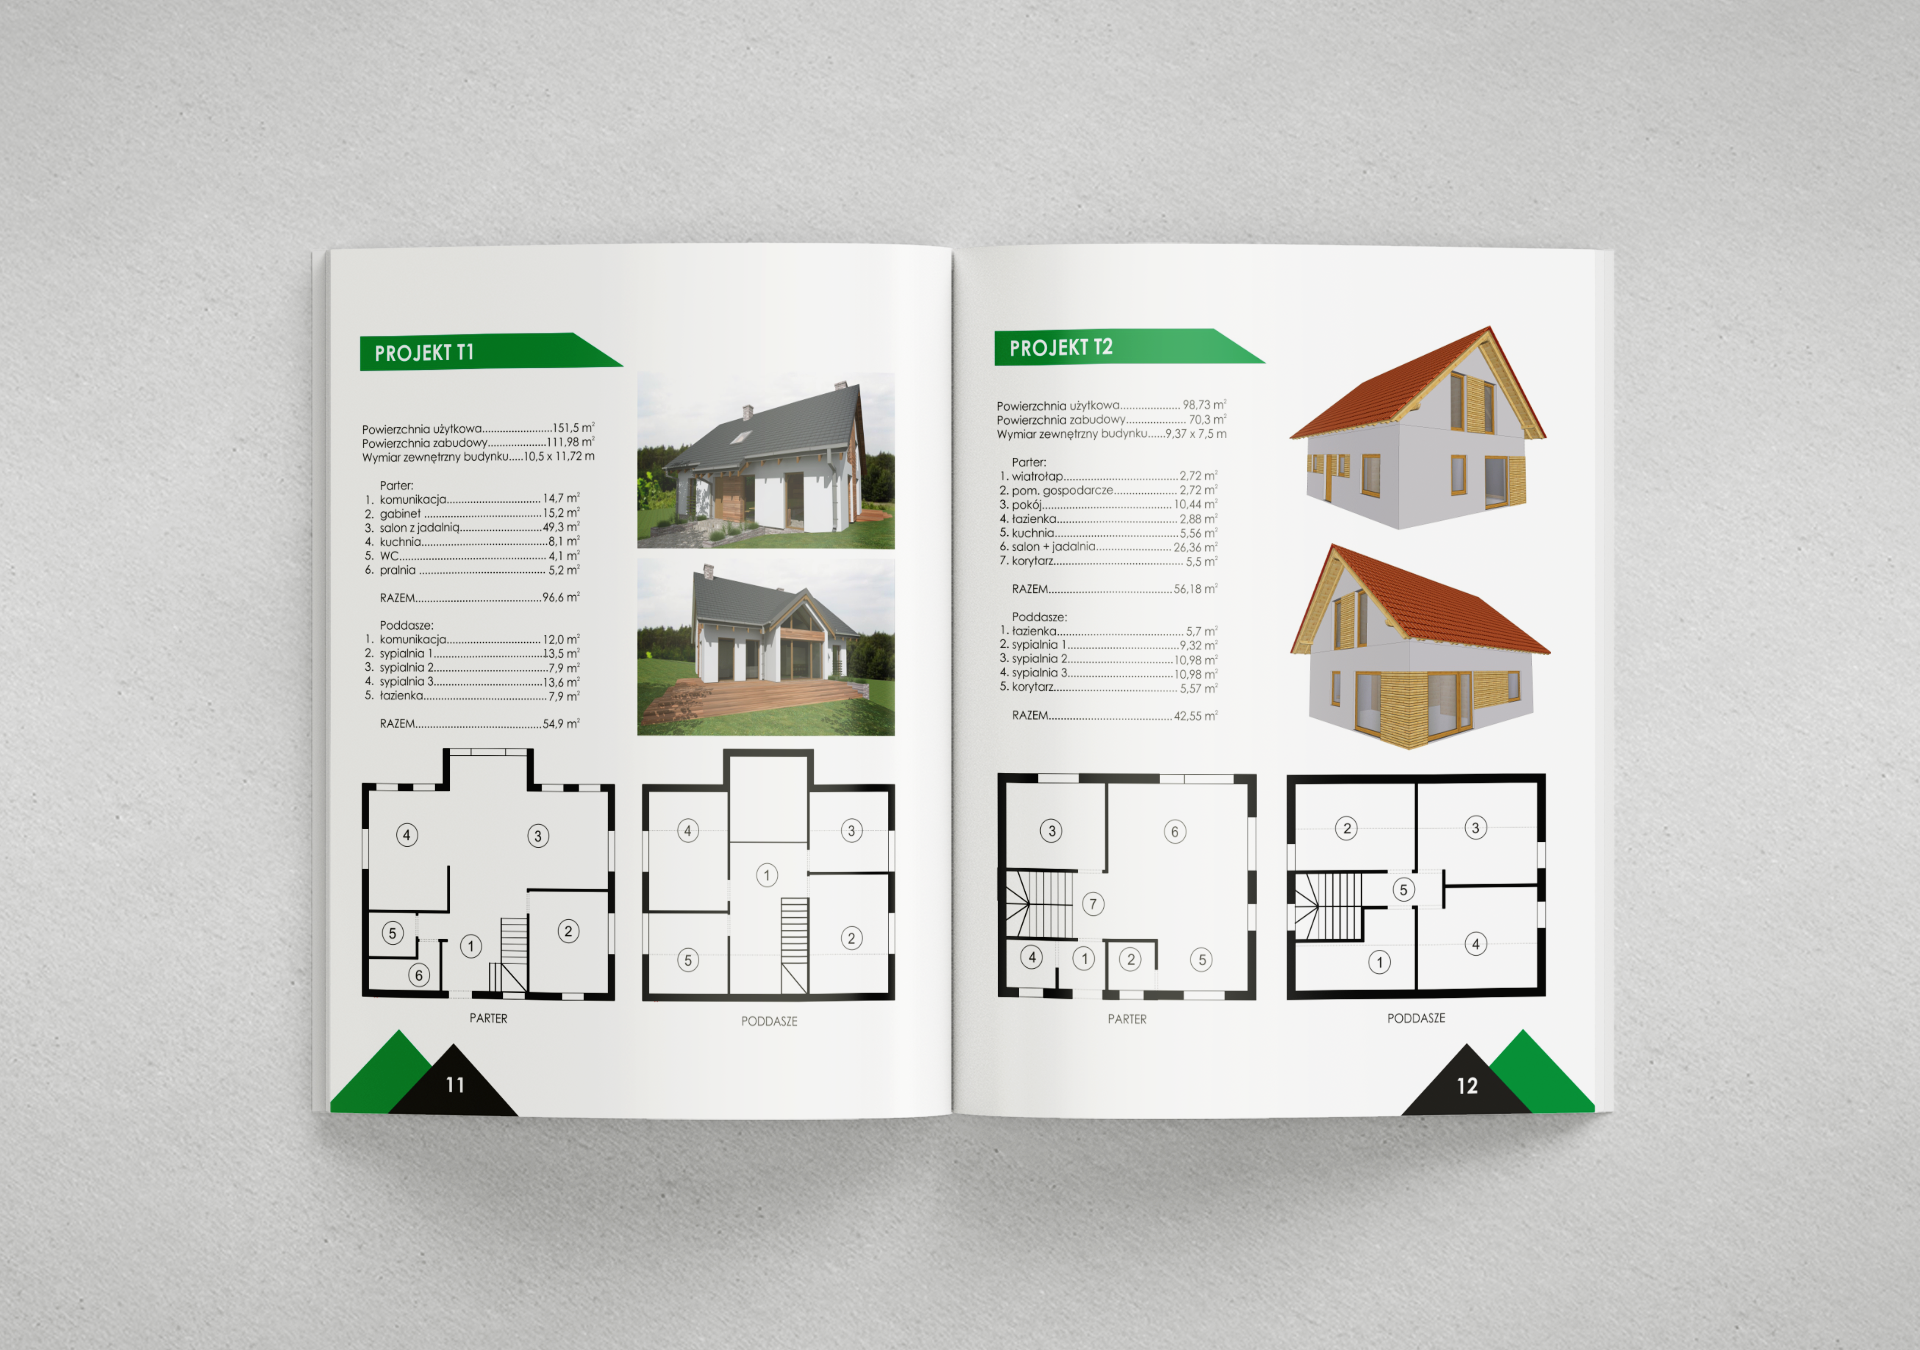 PROJEKT T1
Powierzchnia użytkowa......................151,5 m²
Powierzchnia zabudowy..................111,98 m²
Wymiar zewnętrzny budynku.....10,5 x 11,72 m
Parter:
1. komunikacja.............................. 14,7 m²
2. gabinet ..................................... 15,2 m²
3. salon z jadalnią..........................49,3 m²
4. kuchnia........................................8,1 m²
5. WC............................................... 4,1 m²
6. pralnia ........................................ 5,2 m²
RAZEM........................................96,6 m²
Poddasze:
1. komunikacja.............................. 12,0 m²
2. sypialnia 1..................................13,5 m²
3. sypialnia 2....................................7,9 m²
4. sypialnia 3..................................13,6 m²
5. łazienka....................................... 7,9 m²
RAZEM........................................54,9 m²
4
3
5
1
2
6
PARTER
4
3
1
2
5
PODDASZE
11
PROJEKT T2
Powierzchnia użytkowa................... 98,73 m²
Powierzchnia zabudowy................... 70,3 m²
Wymiar zewnętrzny budynku......9,37 x 7,5 m
Parter:
1. wiatrołap.....................................2,72 m²
2. pom. gospodarcze.................... 2,72 m²
3. pokój..........................................10,44 m²
4. łazienka...................................... 2,88 m²
5. kuchnia....................................... 5,56 m²
6. salon + jadalnia........................ 26,36 m²
7. korytarz......................................... 5,5 m²
RAZEM....................................... 56,18 m²
Poddasze:
1. łazienka........................................ 5,7 m²
2. sypialnia 1...................................9,32 m²
3. sypialnia 2.................................10,98 m²
4. sypialnia 3.................................10,98 m²
5. korytarz....................................... 5,57 m²
RAZEM....................................... 42,55 m²
3
6
7
4
1
2
5
PARTER
2
3
5
4
1
PODDASZE
12